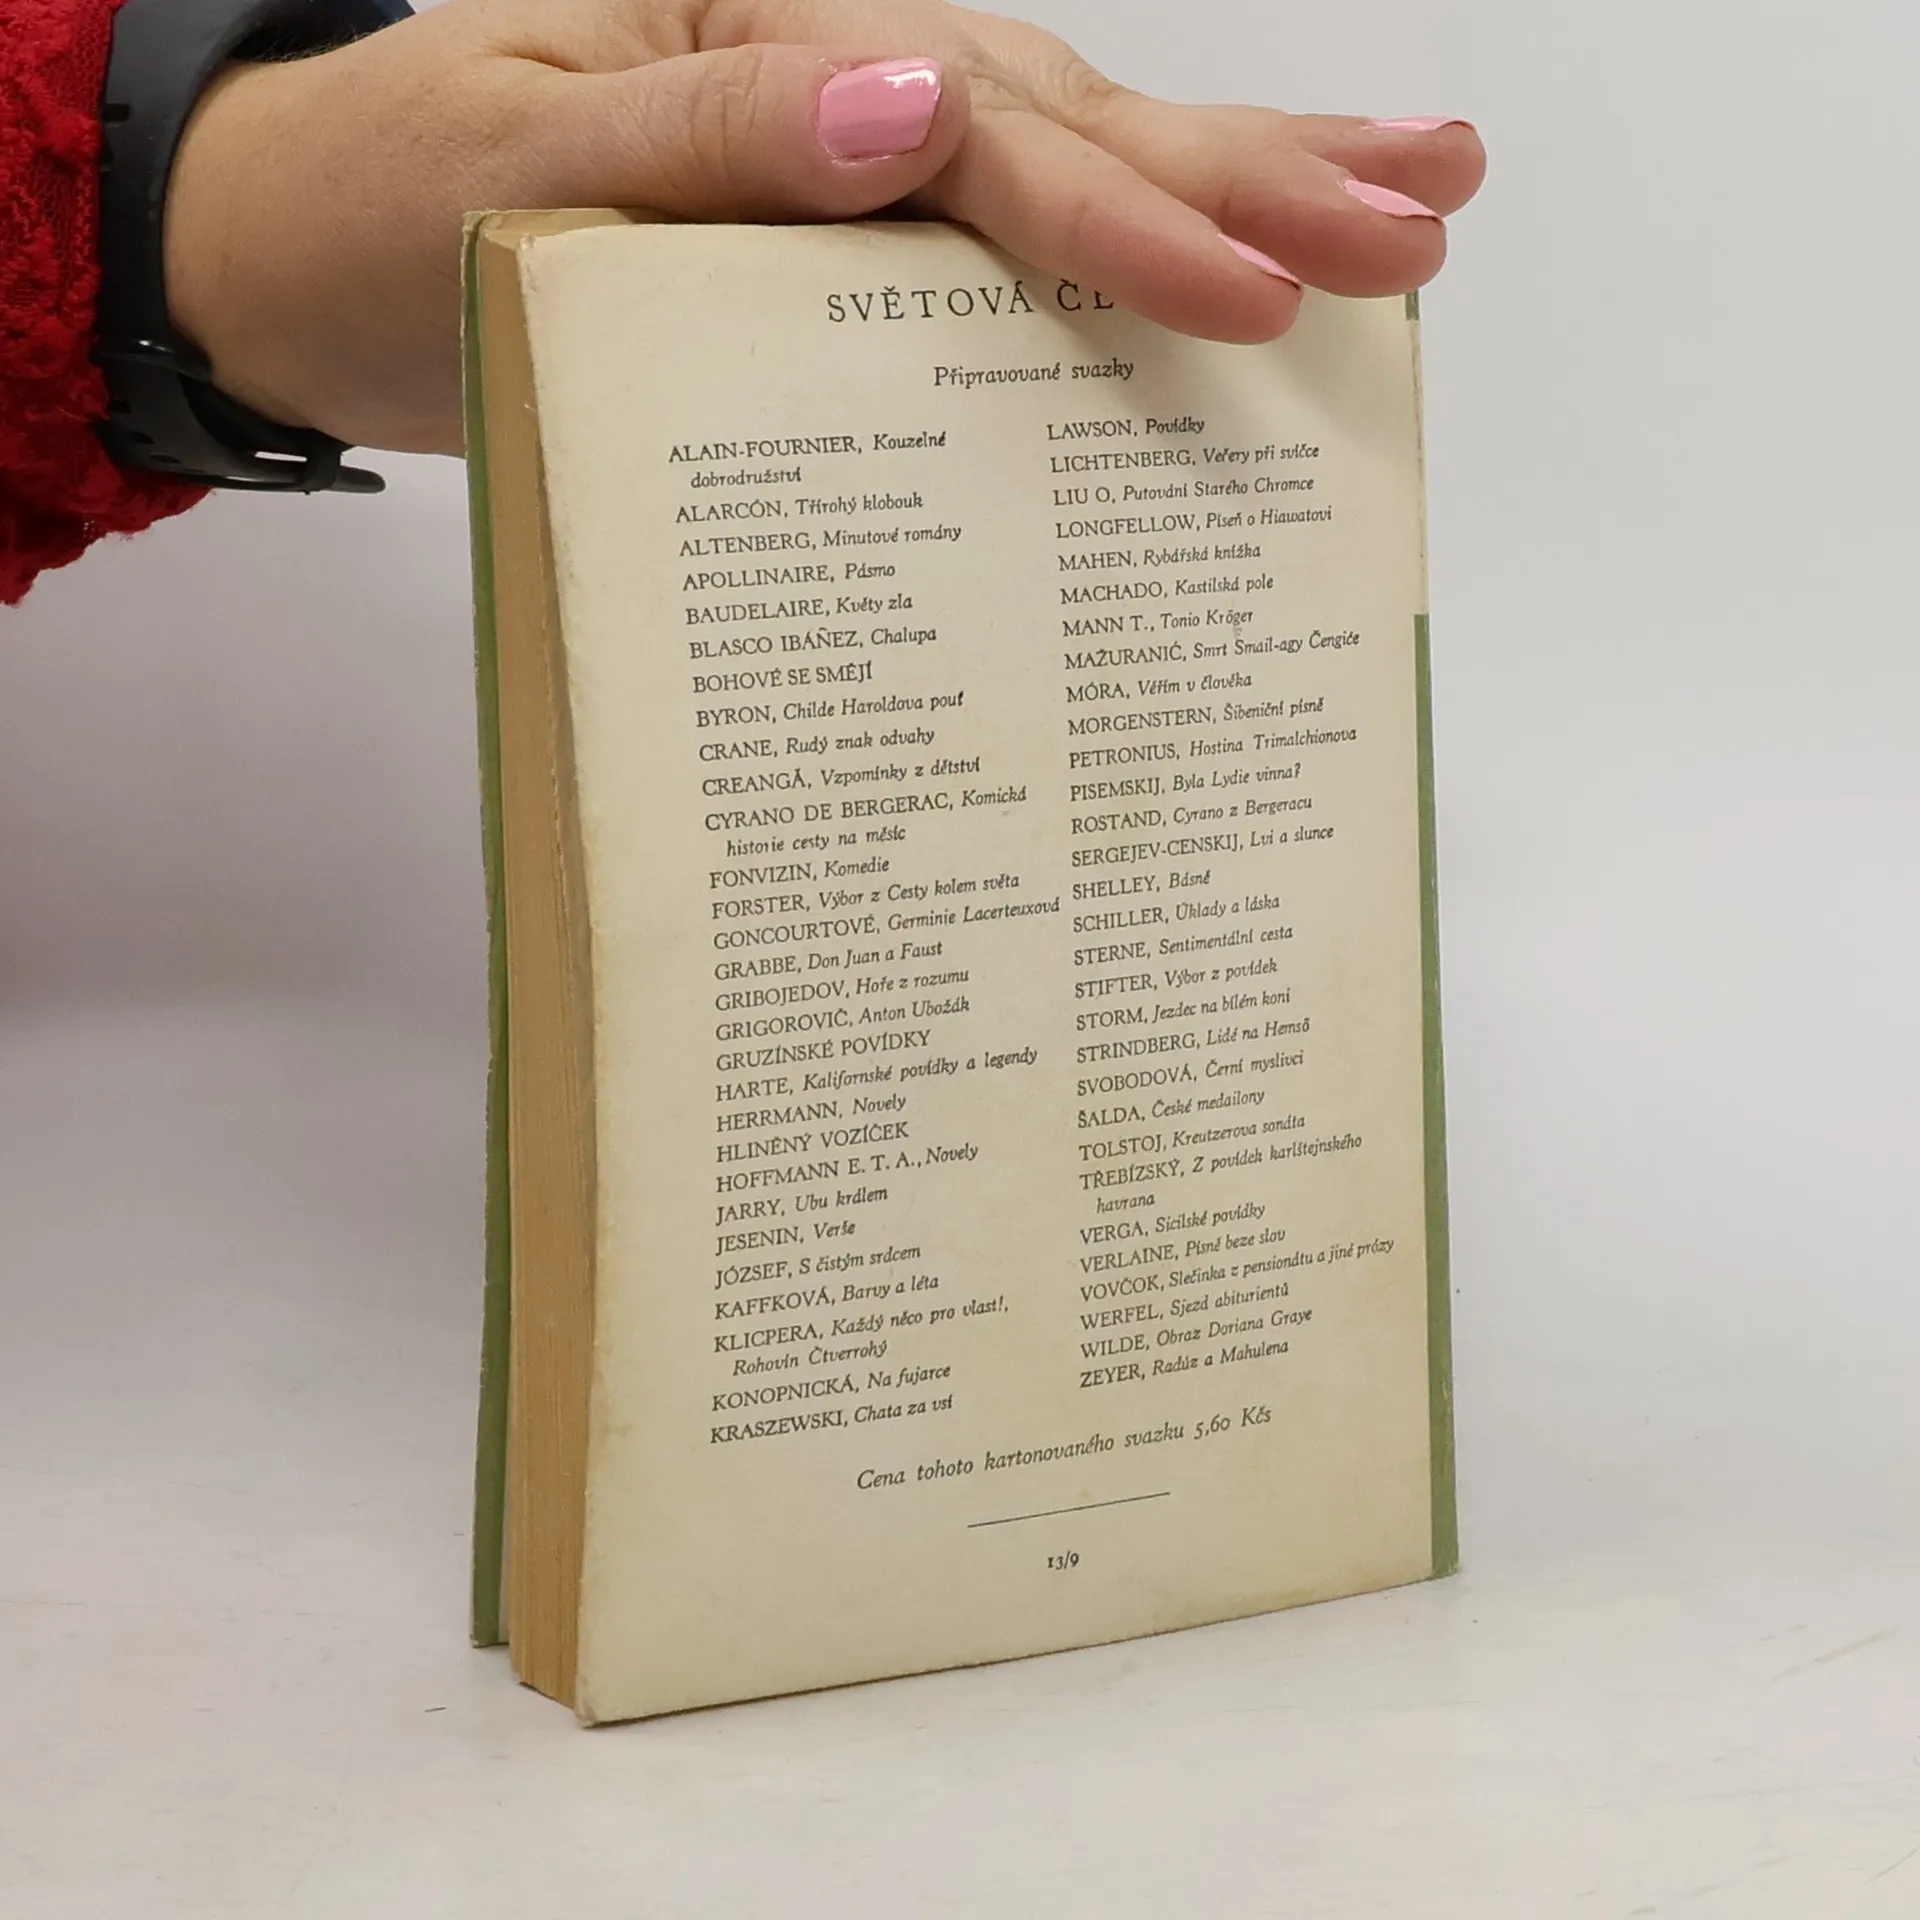 SVĚTOVÁ ČE
Připravované svazky
ALAIN-FOURNIER, Kouzelné
dobrodružství
ALARCÓN, Třírohý klobouk
ALTENBERG, Minutové romány
APOLLINAIRE, Pásmo
BAUDELAIRE, Květy zla
BLASCO IBÁÑEZ, Chalupa
BOHOVÉ SE SMĚJÍ
BYRON, Childe Haroldova pouť
CRANE, Rudý znak odvahy
CREANGĂ, Vzpomínky z dětství
CYRANO DE BERGERAC, Komická
historie cesty na měsíc
FONVIZIN, Komedie
FORSTER, Výbor z Cesty kolem světa
GONCOURTOVÉ, Germinie Lacerteuxová
GRABBE, Don Juan a Faust
GRIBOJEDOV, Hoře z rozumu
GRIGOROVIČ, Anton Ubožák
GRUZÍNSKÉ POVÍDKY
HARTE, Kalifornské povídky a legendy
HERRMANN, Novely
HLINĚNÝ VOZÍČEK
HOFFMANN E. T. A., Novely
JARRY, Ubu králem
JESENIN, Verše
JÓZSEF, S čistým srdcem
KAFFKOVÁ, Barvy a léta
KLICPERA, Každý něco pro vlast!,
Rohovín Čtverrohý
KONOPNICKÁ, Na fujarce
KRASZEWSKI, Chata za vsí
LAWSON, Povídky
LICHTENBERG, Večery při svíčce
LIU O, Putování Starého Chromce
LONGFELLOW, Píseň o Hiawatovi
MAHEN, Rybářská knížka
MACHADO, Kastilská pole
MANN T., Tonio Kröger
MAŽURANIĆ, Smrt Smail-agy Čengiče
MÓRA, Věřím v člověka
MORGENSTERN, Šibeniční písně
PETRONIUS, Hostina Trimalchionova
PISEMSKIJ, Byla Lydie vinna?
ROSTAND, Cyrano z Bergeracu
SERGEJEV-CENSKIJ, Lvi a slunce
SHELLEY, Básně
SCHILLER, Úklady a láska
STERNE, Sentimentální cesta
STIFTER, Výbor z povídek
STORM, Jezdec na bílém koni
STRINDBERG, Lidé na Hemsö
SVOBODOVÁ, Černí myslivci
ŠALDA, České medailony
TOLSTOJ, Kreutzerova sonáta
TŘEBÍZSKÝ, Z povídek karlštejnského
havrana
VERGA, Sicilské povídky
VERLAINE, Písně beze slov
VOVČOK, Slečinka z pensionátu a jiné prózy
WERFEL, Sjezd abiturientů
WILDE, Obraz Doriana Graye
ZEYER, Radúz a Mahulena
Cena tohoto kartonovaného svazku 5,60 Kčs
13/9